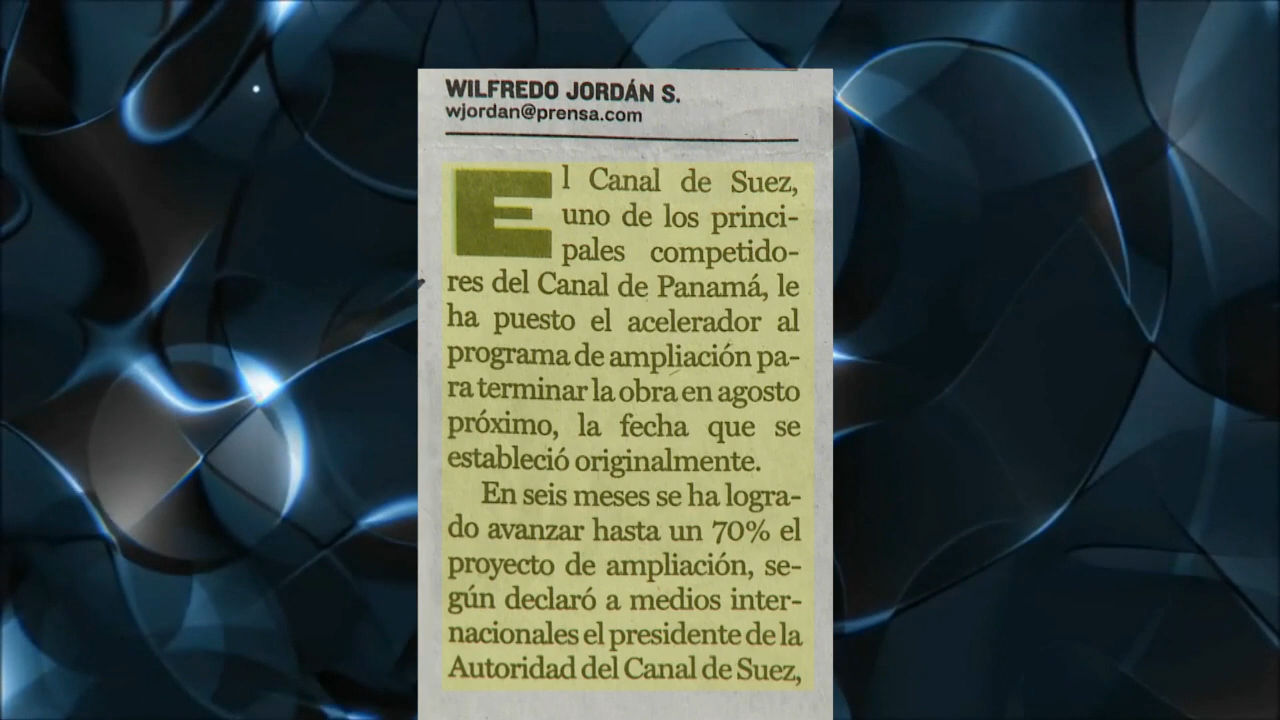 WILFREDO JORDÁN S.
wjordan@prensa.com
El Canal de Suez,
uno de los princi-
pales competido-
res del Canal de Panamá, le
ha puesto el acelerador al
programa de ampliación pa-
ra terminar la obra en agosto
próximo, la fecha que se
estableció originalmente.
En seis meses se ha logra-
do avanzar hasta un 70% el
proyecto de ampliación, se-
gún declaró a medios inter-
nacionales el presidente de la
Autoridad del Canal de Suez,